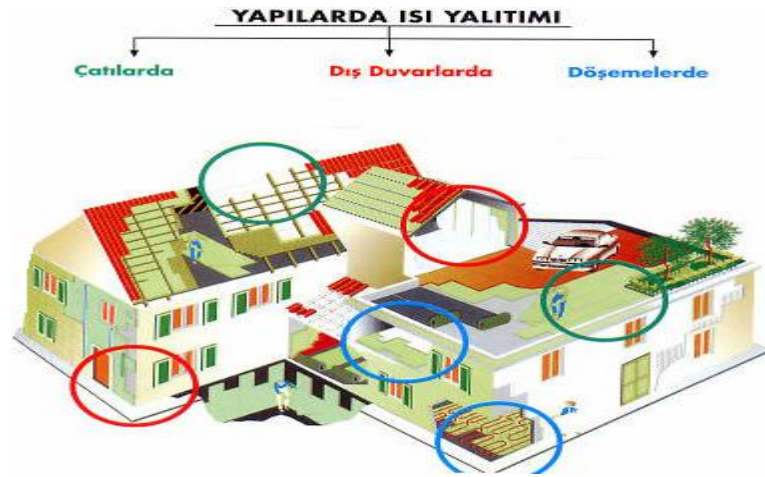 YAPILARDA ISI YALITIMI
Çatılarda
Dış Duvarlarda
Döşemelerde